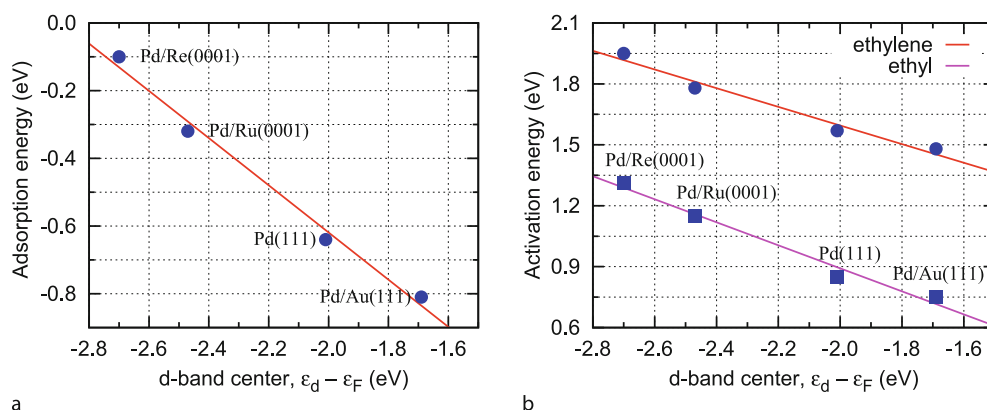 0.0
-0.2
-0.4
-0.6
-0.8
Adsorption energy (eV)
Pd/Re(0001)
Pd/Ru(0001)
Pd(111)
Pd/Au(111)
-2.8 -2.6 -2.4 -2.2 -2.0 -1.8 -1.6
d-band center, εd – εF (eV)
a
2.1
1.8
1.5
1.2
0.9
0.6
Activation energy (eV)
ethylene
ethyl
Pd/Re(0001)
Pd/Ru(0001)
Pd(111)
Pd/Au(111)
-2.8 -2.6 -2.4 -2.2 -2.0 -1.8 -1.6
d-band center, εd – εF (eV)
b